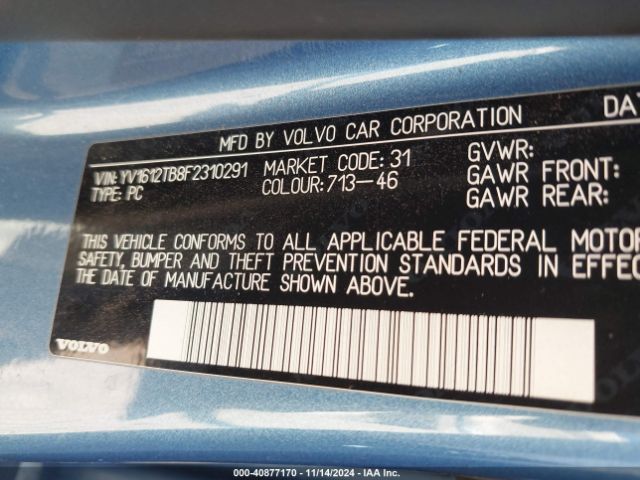 MFD BY VOLVO CAR CORPORATION
VIN: YV1612TB8F2310291 MARKET CODE: 31 GVWR:
TYPE: PC COLOUR: 713-46 GAWR FRONT:
GAWR REAR:
THIS VEHICLE CONFORMS TO ALL APPLICABLE FEDERAL MOTOR
SAFETY, BUMPER AND THEFT PREVENTION STANDARDS IN EFFEC
THE DATE OF MANUFACTURE SHOWN ABOVE.
VOLVO
000-40877170 | 11/14/2024 - IAA Inc.